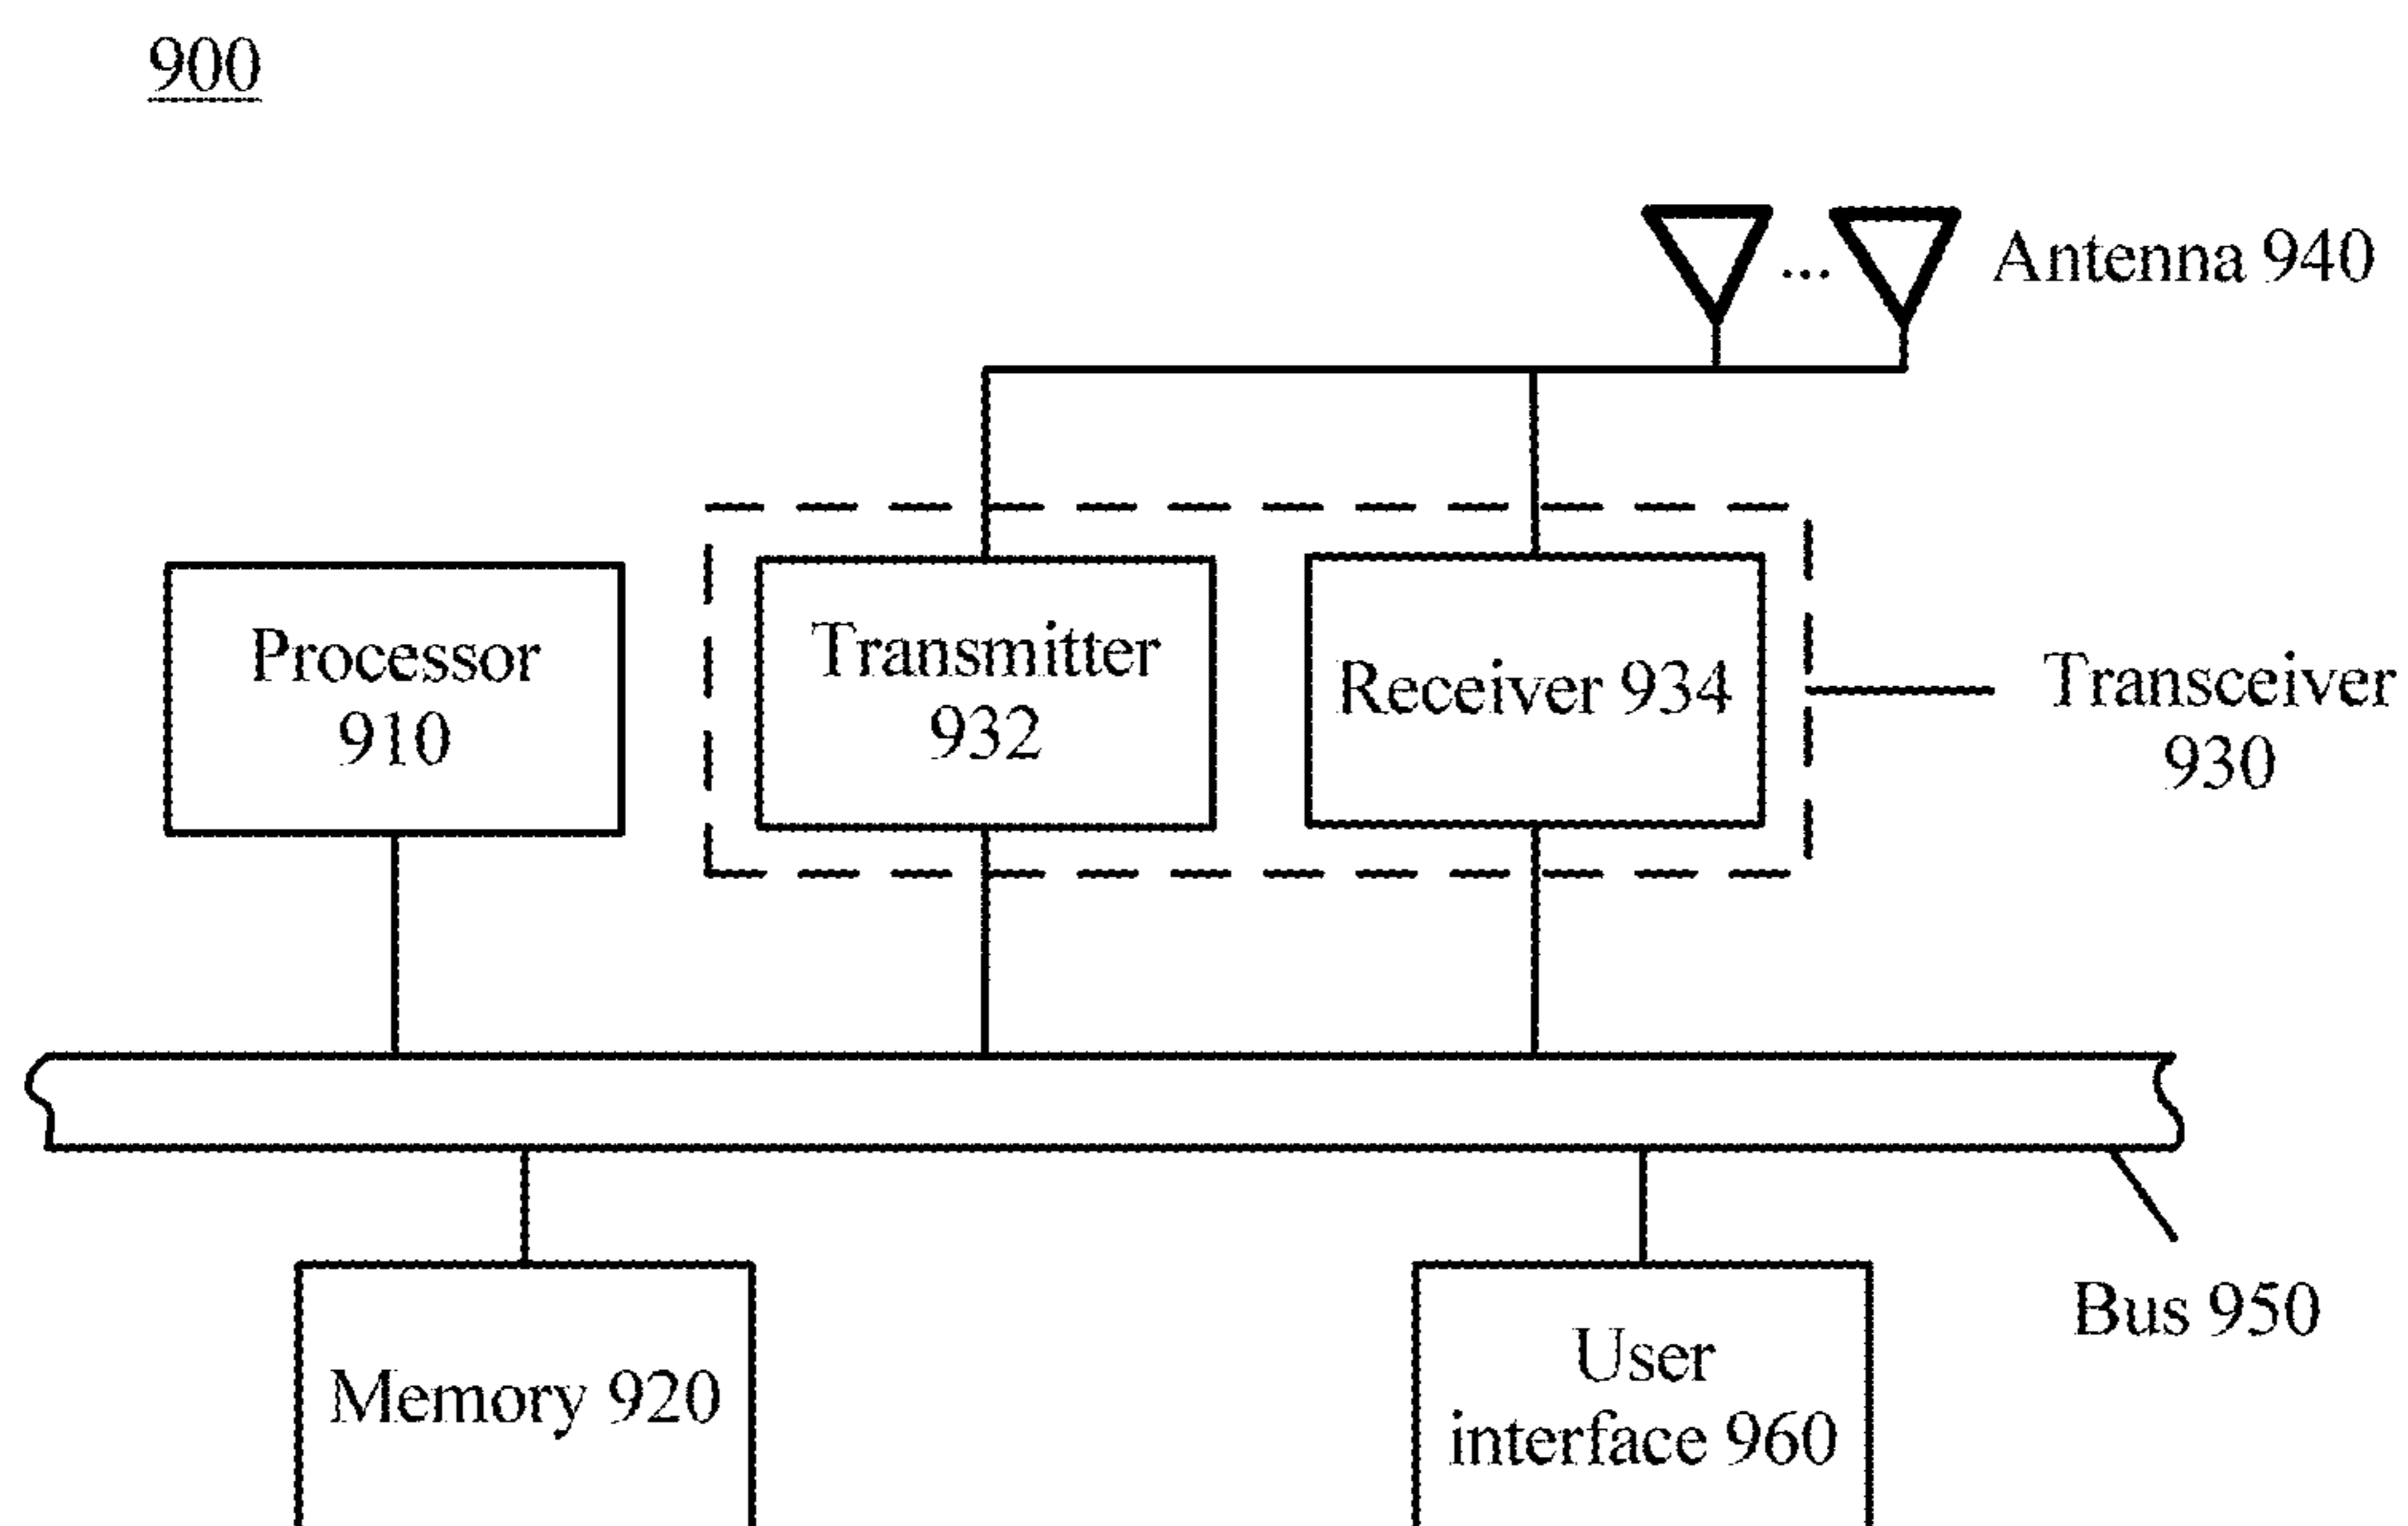 900
... Antenna 940
Processor
910
Transmitter
932
Receiver 934
Transceiver
930
Bus 950
Memory 920
User
interface 960